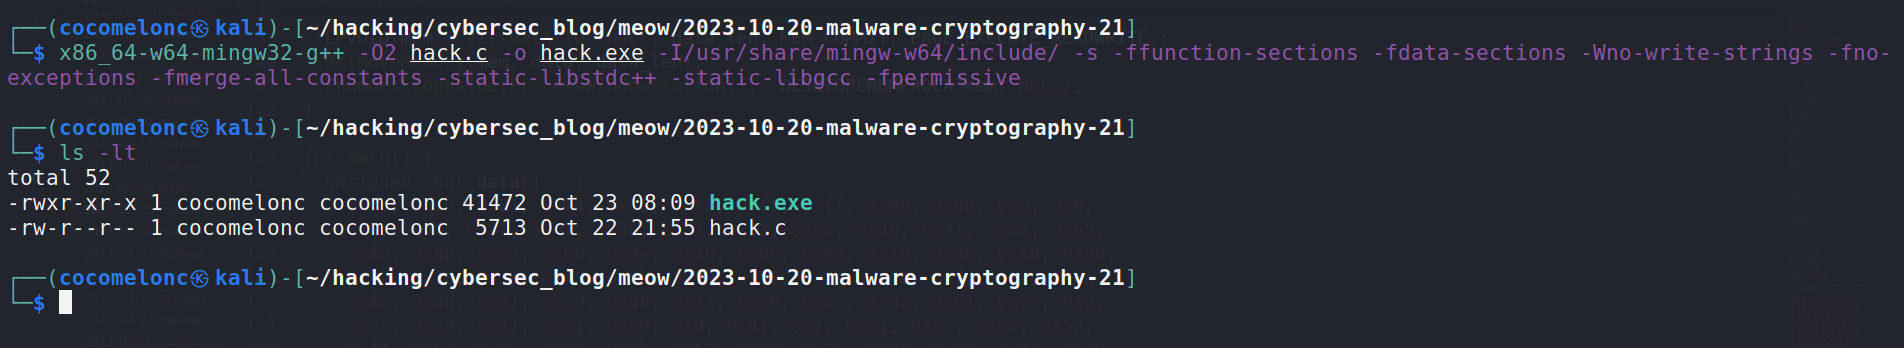 ┌──(cocomelonc㉿kali)-[~/hacking/cybersec_blog/meow/2023-10-20-malware-cryptography-21]
└─$ x86_64-w64-mingw32-g++ -O2 hack.c -o hack.exe -I/usr/share/mingw-w64/include/ -s -ffunction-sections -fdata-sections -Wno-write-strings -fno-
exceptions -fmerge-all-constants -static-libstdc++ -static-libgcc -fpermissive
┌──(cocomelonc㉿kali)-[~/hacking/cybersec_blog/meow/2023-10-20-malware-cryptography-21]
└─$ ls -lt
total 52
-rwxr-xr-x 1 cocomelonc cocomelonc 41472 Oct 23 08:09 hack.exe
-rw-r--r-- 1 cocomelonc cocomelonc  5713 Oct 22 21:55 hack.c
┌──(cocomelonc㉿kali)-[~/hacking/cybersec_blog/meow/2023-10-20-malware-cryptography-21]
└─$